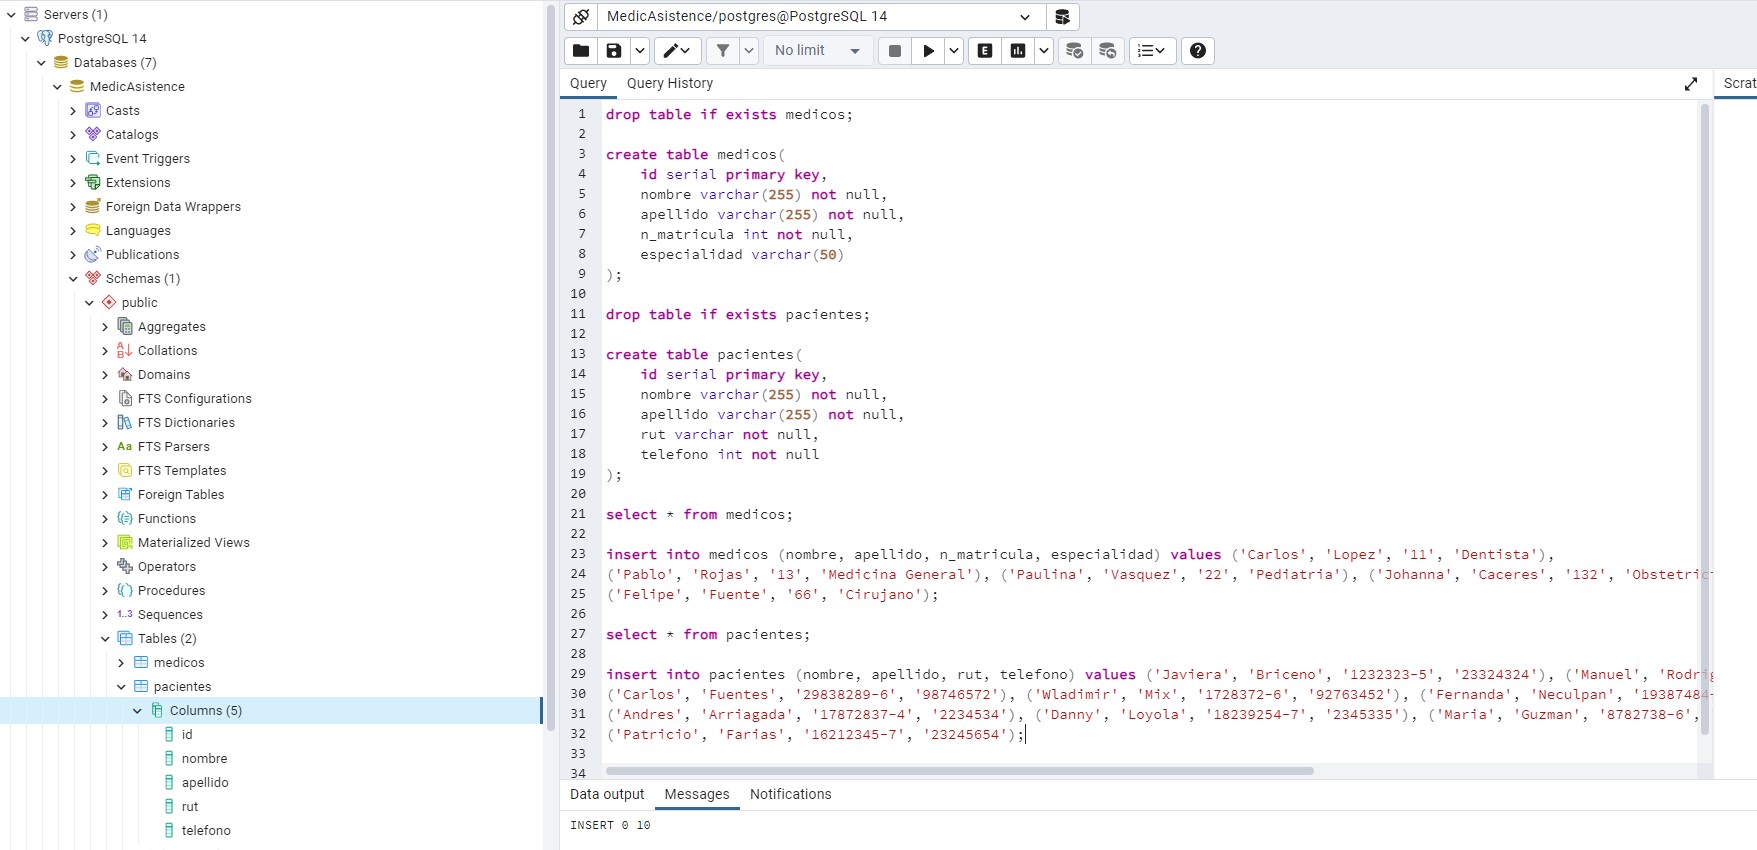 Servers (1)
PostgreSQL 14
Databases (7)
MedicAsistence
Casts
Catalogs
Event Triggers
Extensions
Foreign Data Wrappers
Languages
Publications
Schemas (1)
public
Aggregates
Collations
Domains
FTS Configurations
FTS Dictionaries
Aa FTS Parsers
FTS Templates
Foreign Tables
Functions
Materialized Views
Operators
Procedures
1..3 Sequences
Tables (2)
medicos
pacientes
Columns (5)
id
nombre
apellido
rut
telefono
MedicAsistence/postgres@PostgreSQL 14
No limit
E
Query Query History
Scrat
1 drop table if exists medicos;
2
3 create table medicos(
4 id serial primary key,
5 nombre varchar(255) not null,
6 apellido varchar(255) not null,
7 n_matricula int not null,
8 especialidad varchar(50)
9 );
10
11 drop table if exists pacientes;
12
13 create table pacientes(
14 id serial primary key,
15 nombre varchar(255) not null,
16 apellido varchar(255) not null,
17 rut varchar not null,
18 telefono int not null
19 );
20
21 select * from medicos;
22
23 insert into medicos (nombre, apellido, n_matricula, especialidad) values ('Carlos', 'Lopez', '11', 'Dentista'),
24 ('Pablo', 'Rojas', '13', 'Medicina General'), ('Paulina', 'Vasquez', '22', 'Pediatria'), ('Johanna', 'Caceres', '132', 'Obstetric
25 ('Felipe', 'Fuente', '66', 'Cirujano');
26
27 select * from pacientes;
28
29 insert into pacientes (nombre, apellido, rut, telefono) values ('Javiera', 'Briceno', '1232323-5', '23324324'), ('Manuel', 'Rodrig
30 ('Carlos', 'Fuentes', '29838289-6', '98746572'), ('Wladimir', 'Mix', '1728372-6', '92763452'), ('Fernanda', 'Neculpan', '19387484-
31 ('Andres', 'Arriagada', '17872837-4', '2234534'), ('Danny', 'Loyola', '18239254-7', '2345335'), ('Maria', 'Guzman', '8782738-6',
32 ('Patricio', 'Farias', '16212345-7', '23245654');
33
34
Data output Messages Notifications
INSERT 0 10